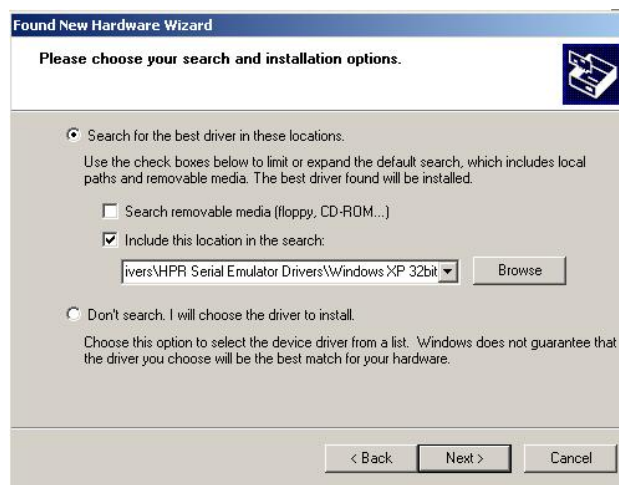 Found New Hardware Wizard
Please choose your search and installation options.
Search for the best driver in these locations.
Use the check boxes below to limit or expand the default search, which includes local
paths and removable media. The best driver found will be installed.
Search removable media (floppy, CD-ROM...)
Include this location in the search:
ivers\HPR Serial Emulator Drivers\Windows XP 32bit
Browse
Don't search. I will choose the driver to install.
Choose this option to select the device driver from a list. Windows does not guarantee that
the driver you choose will be the best match for your hardware.
< Back
Next >
Cancel